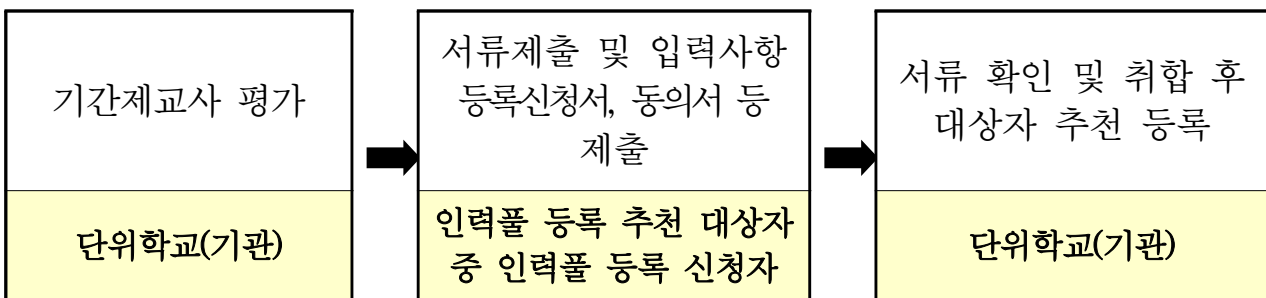 기간제교사 평가
단위학교(기관)
서류제출 및 입력사항
등록신청서, 동의서 등
제출
인력풀 등록 추천 대상자
중 인력풀 등록 신청자
서류 확인 및 취합 후
대상자 추천 등록
단위학교(기관)